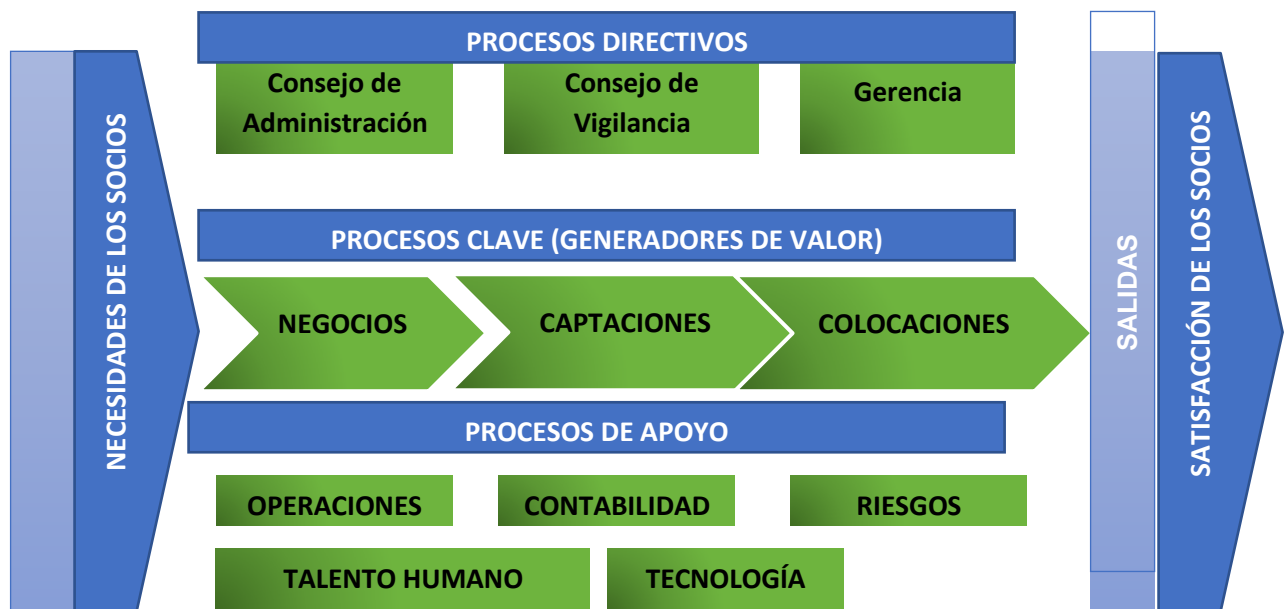 NECESIDADES DE LOS SOCIOS
PROCESOS DIRECTIVOS
Consejo de
Administración
Consejo de
Vigilancia
Gerencia
PROCESOS CLAVE (GENERADORES DE VALOR)
NEGOCIOS
CAPTACIONES
COLOCACIONES
PROCESOS DE APOYO
OPERACIONES
CONTABILIDAD
RIESGOS
TALENTO HUMANO
TECNOLOGÍA
SALIDAS
SATISFACCIÓN DE LOS SOCIOS